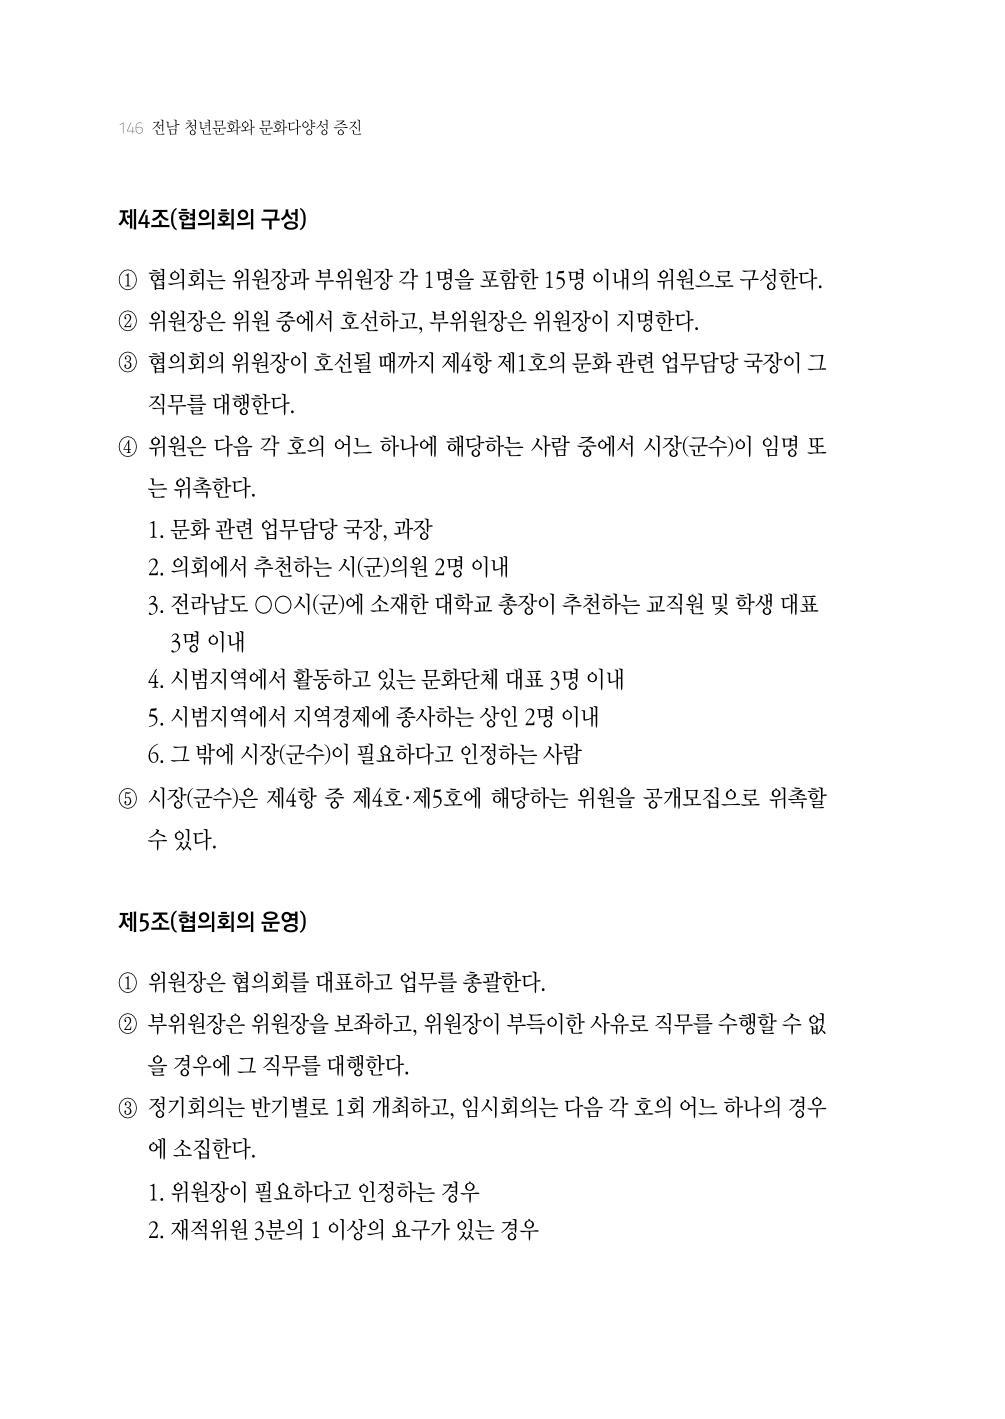 146 전남 청년문화와 문화다양성 증진
제4조(협의회의 구성)
① 협의회는 위원장과 부위원장 각 1명을 포함한 15명 이내의 위원으로 구성한다.
② 위원장은 위원 중에서 호선하고, 부위원장은 위원장이 지명한다.
③ 협의회의 위원장이 호선될 때까지 제4항 제1호의 문화 관련 업무담당 국장이 그
직무를 대행한다.
④ 위원은 다음 각 호의 어느 하나에 해당하는 사람 중에서 시장(군수)이 임명 또
는 위촉한다.
1. 문화 관련 업무담당 국장, 과장
2. 의회에서 추천하는 시(군)의원 2명 이내
3. 전라남도 ○○시(군)에 소재한 대학교 총장이 추천하는 교직원 및 학생 대표
3명 이내
4. 시범지역에서 활동하고 있는 문화단체 대표 3명 이내
5. 시범지역에서 지역경제에 종사하는 상인 2명 이내
6. 그 밖에 시장(군수)이 필요하다고 인정하는 사람
⑤ 시장(군수)은 제4항 중 제4호·제5호에 해당하는 위원을 공개모집으로 위촉할
수 있다.
제5조(협의회의 운영)
① 위원장은 협의회를 대표하고 업무를 총괄한다.
② 부위원장은 위원장을 보좌하고, 위원장이 부득이한 사유로 직무를 수행할 수 없
을 경우에 그 직무를 대행한다.
③ 정기회의는 반기별로 1회 개최하고, 임시회의는 다음 각 호의 어느 하나의 경우
에 소집한다.
1. 위원장이 필요하다고 인정하는 경우
2. 재적위원 3분의 1 이상의 요구가 있는 경우